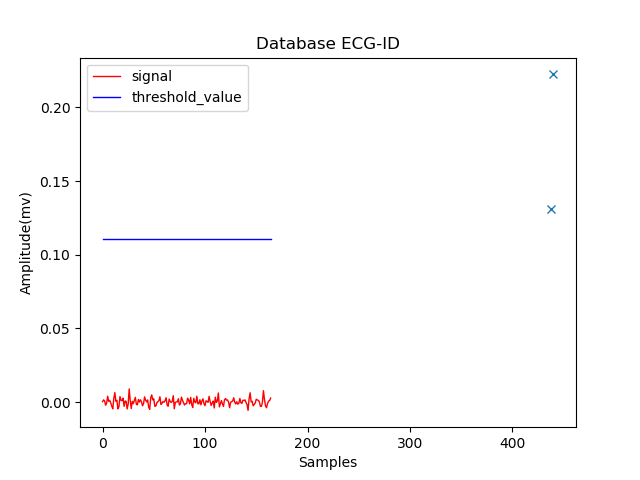 Database ECG-ID
signal
threshold_value
0.20
0.15
0.10
0.05
0.00
Amplitude(mv)
0 100 200 300 400
Samples